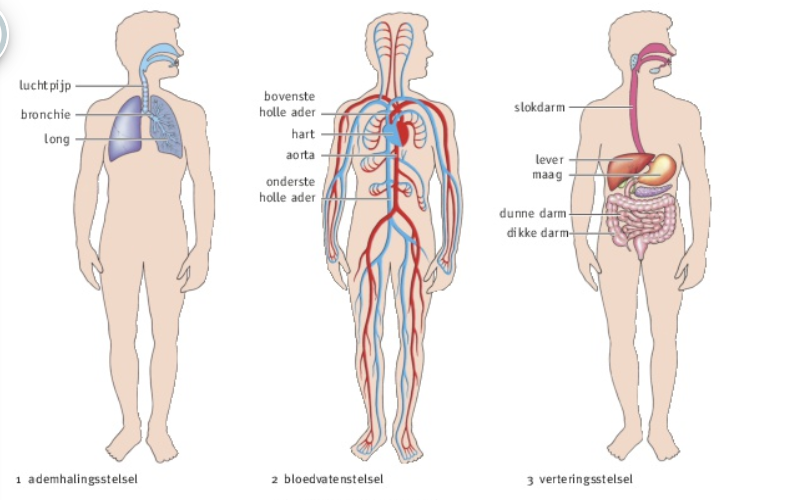 luchtpijp
bronchie
long
1 ademhalingsstelsel
bovenste
holle ader
hart
aorta
onderste
holle ader
2 bloedvatenstelsel
slokdarm
lever
maag
dunne darm
dikke darm
3 verteringsstelsel